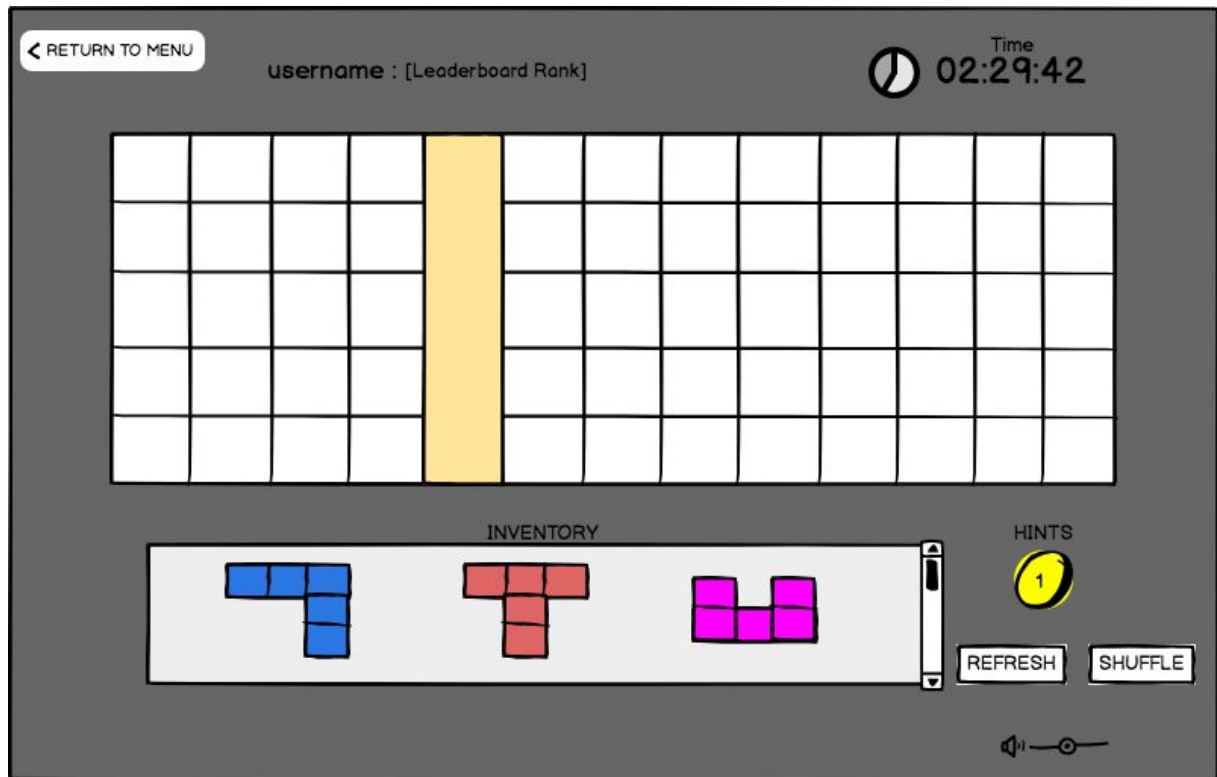 RETURN TO MENU
username : [Leaderboard Rank]
Time
02:29:42
INVENTORY
HINTS
1
REFRESH
SHUFFLE